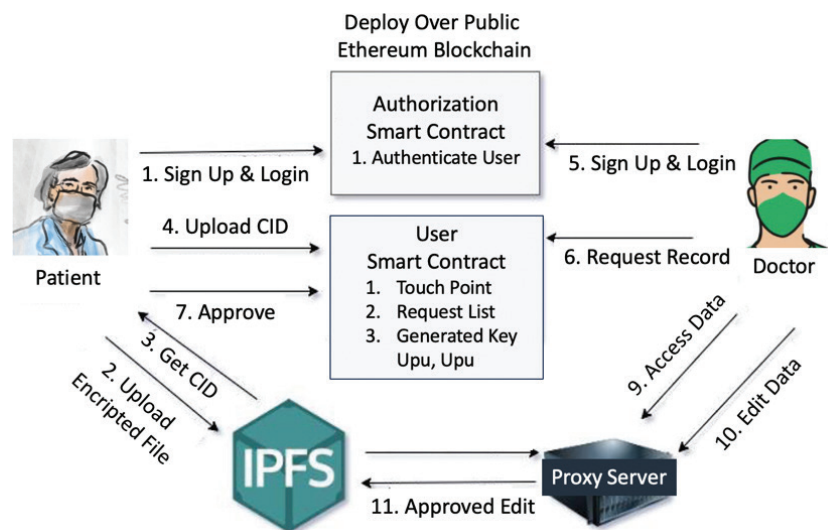 Deploy Over Public
Ethereum Blockchain
Authorization
Smart Contract
1. Authenticate User
1. Sign Up & Login
5. Sign Up & Login
4. Upload CID
User
Smart Contract
1. Touch Point
2. Request List
3. Generated Key
Upu, Upu
6. Request Record
Patient
Doctor
7. Approve
3. Get CID
2. Upload
Encripted File
9. Access Data
10. Edit Data
IPFS
Proxy Server
11. Approved Edit